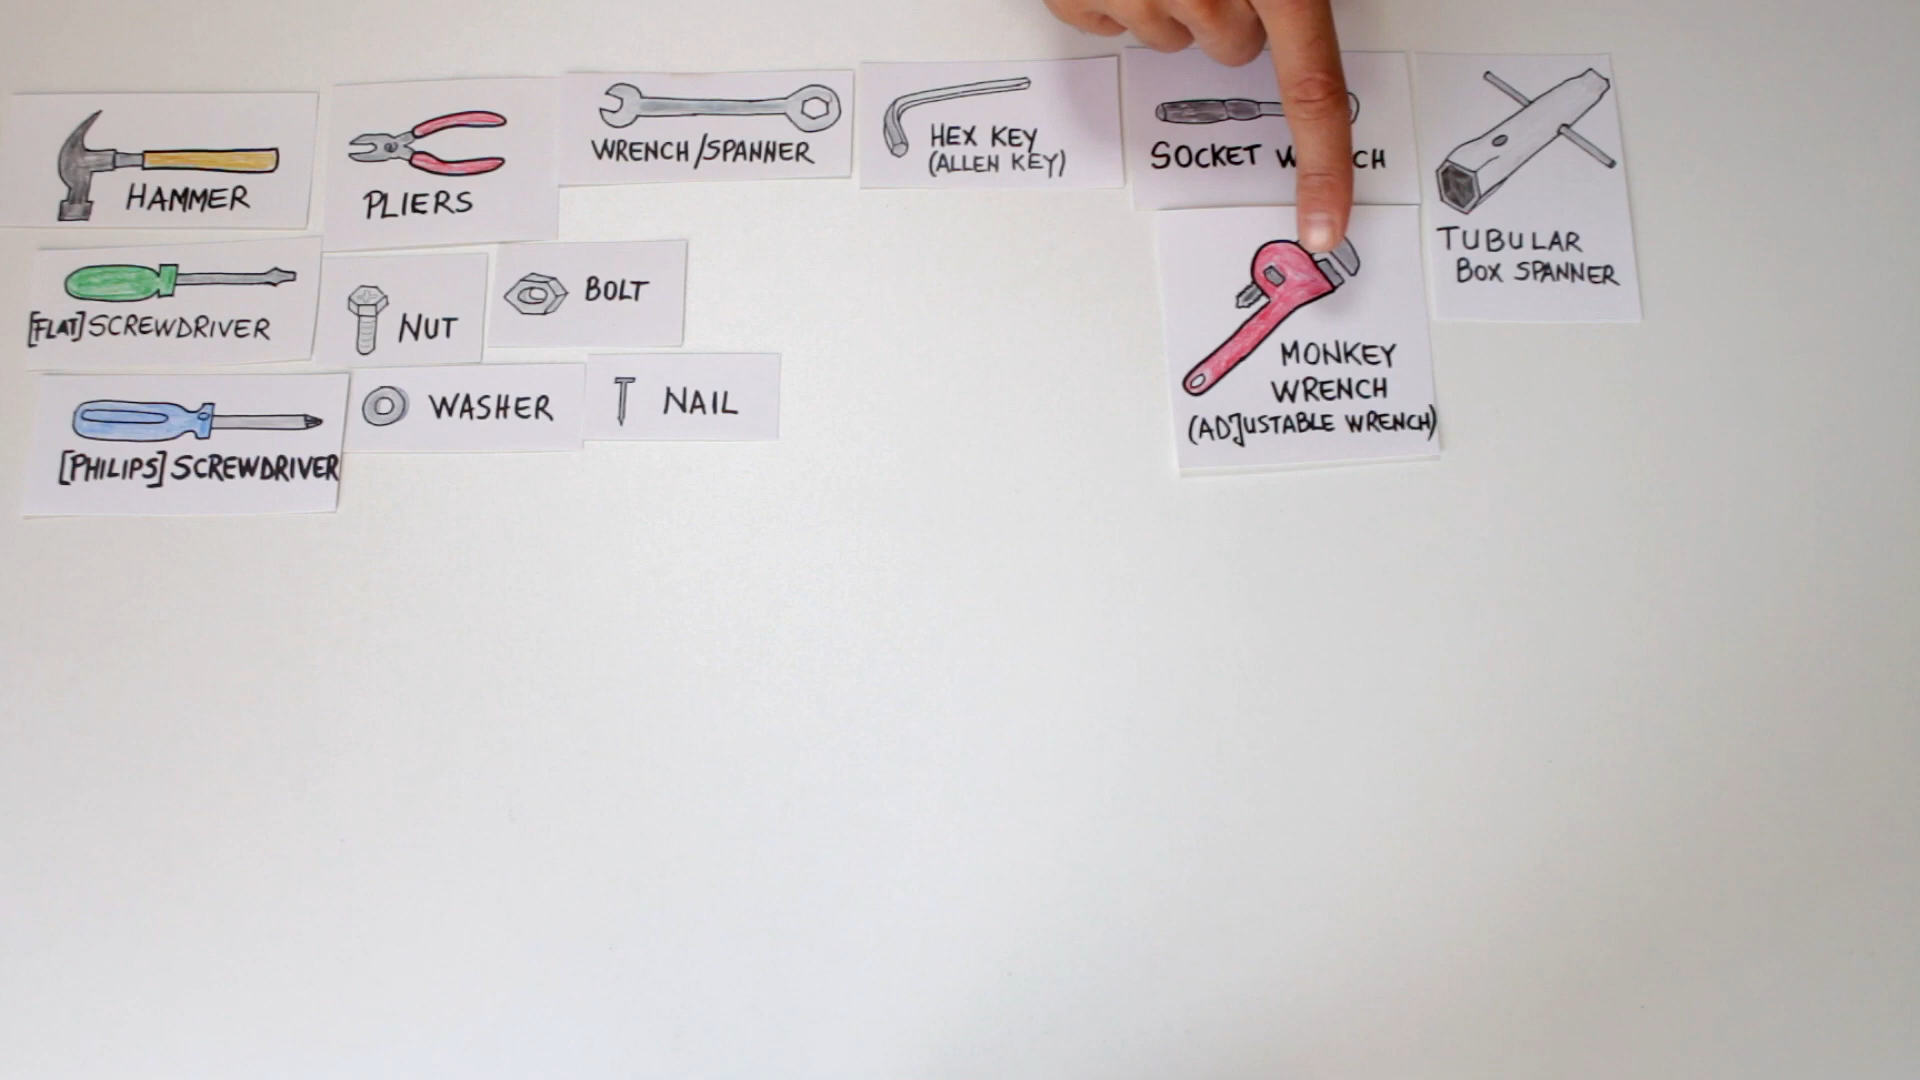 HAMMER
PLIERS
WRENCH/SPANNER
HEX KEY
(ALLEN KEY)
SOCKET
TUBULAR
BOX SPANNER
[FLAT] SCREWDRIVER
NUT
BOLT
MONKEY
WRENCH
(ADJUSTABLE WRENCH)
[PHILIPS] SCREWDRIVER
WASHER
NAIL